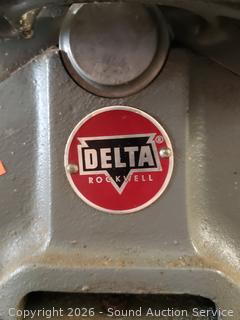 DELTA®
ROCKWELL
Copyright ©2026 - Sound Auction Service